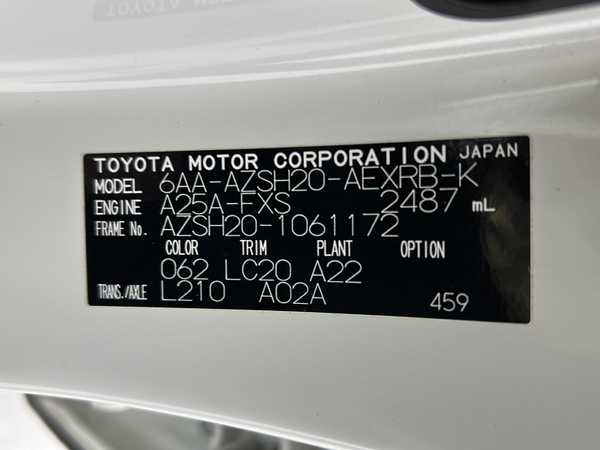 TOYOTA MOTOR CORPORATION JAPAN
MODEL 6AA-AZSH20-AEXRB-K
ENGINE A25A-FXS 2487 mL
FRAME No. AZSH20-1061172
COLOR TRIM PLANT OPTION
062 LC20 A22
TRANS./AXLE L210 A02A 459